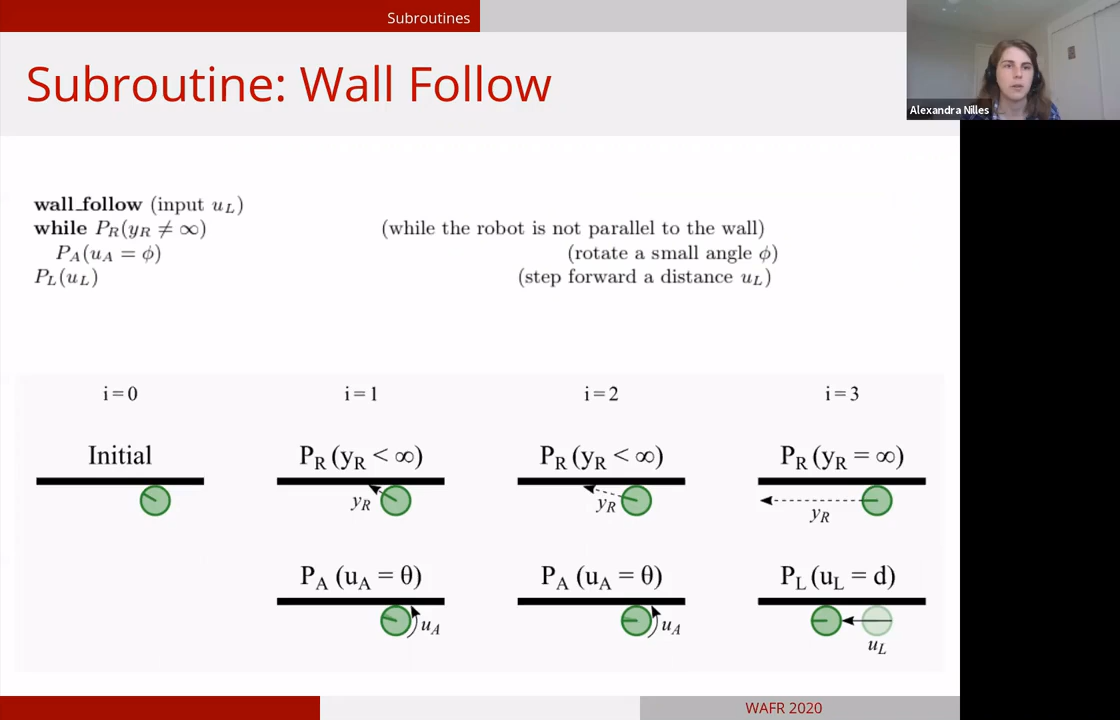 Subroutines
Subroutine: Wall Follow
Alexandra Nilles
wall_follow (input u_L)
while P_R(y_R ≠ ∞) (while the robot is not parallel to the wall)
P_A(u_A = ϕ) (rotate a small angle ϕ)
P_L(u_L) (step forward a distance u_L)
i=0 i=1 i=2 i=3
Initial P_R (y_R < ∞) P_R (y_R < ∞) P_R (y_R = ∞)
y_R y_R y_R
P_A (u_A = θ) P_A (u_A = θ) P_L (u_L = d)
u_A u_A u_L
WAFR 2020